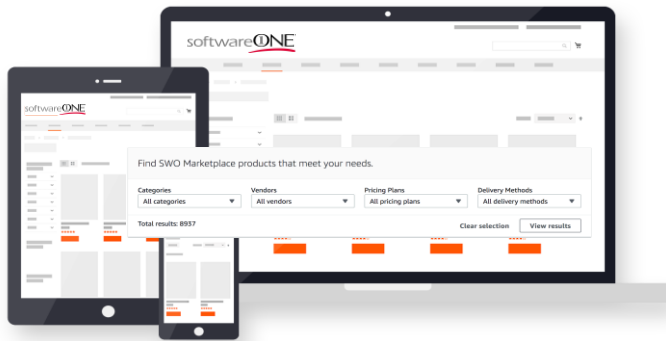 softwareONE
softwareONE
Find SWO Marketplace products that meet your needs.
Categories
Vendors
Pricing Plans
Delivery Methods
All categories
All vendors
All pricing plans
All delivery methods
Total results: 8937
Clear selection
View results